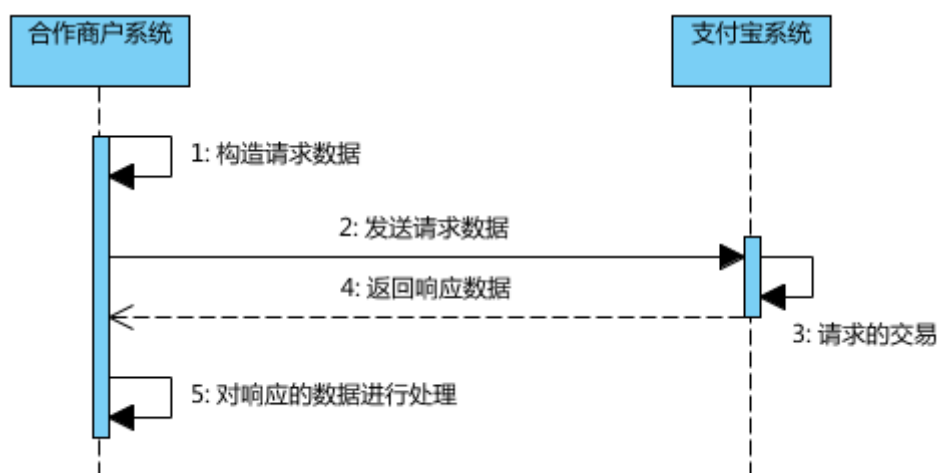 合作商户系统
支付宝系统
1: 构造请求数据
2: 发送请求数据
4: 返回响应数据
3: 请求的交易
5: 对响应的数据进行处理